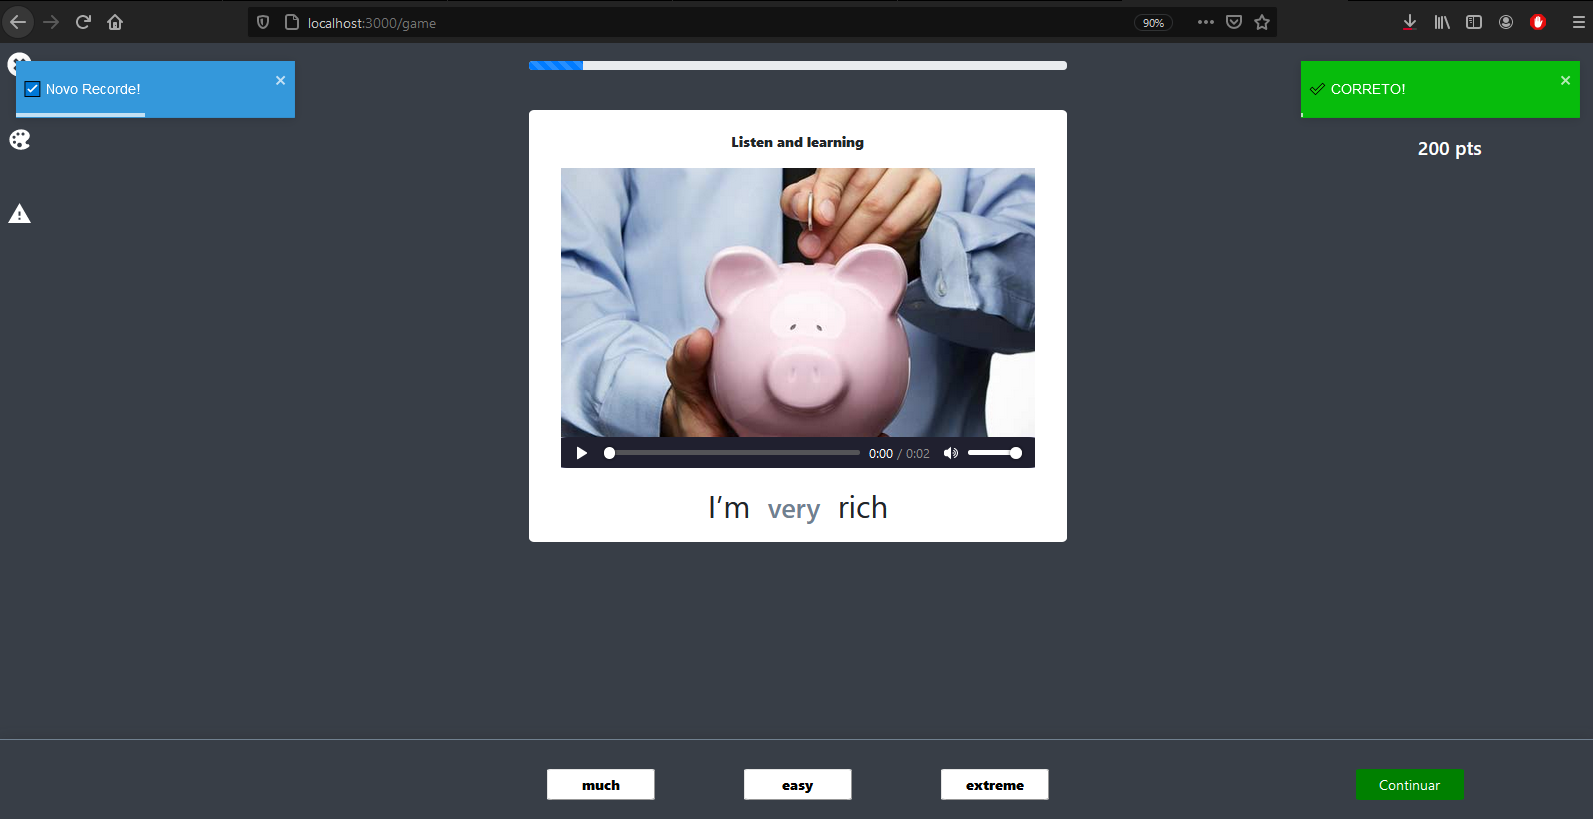 localhost:3000/game
90%
Novo Recorde!
×
CORRETO!
×
200 pts
Listen and learning
0:00 / 0:02
I’m very rich
much
easy
extreme
Continuar